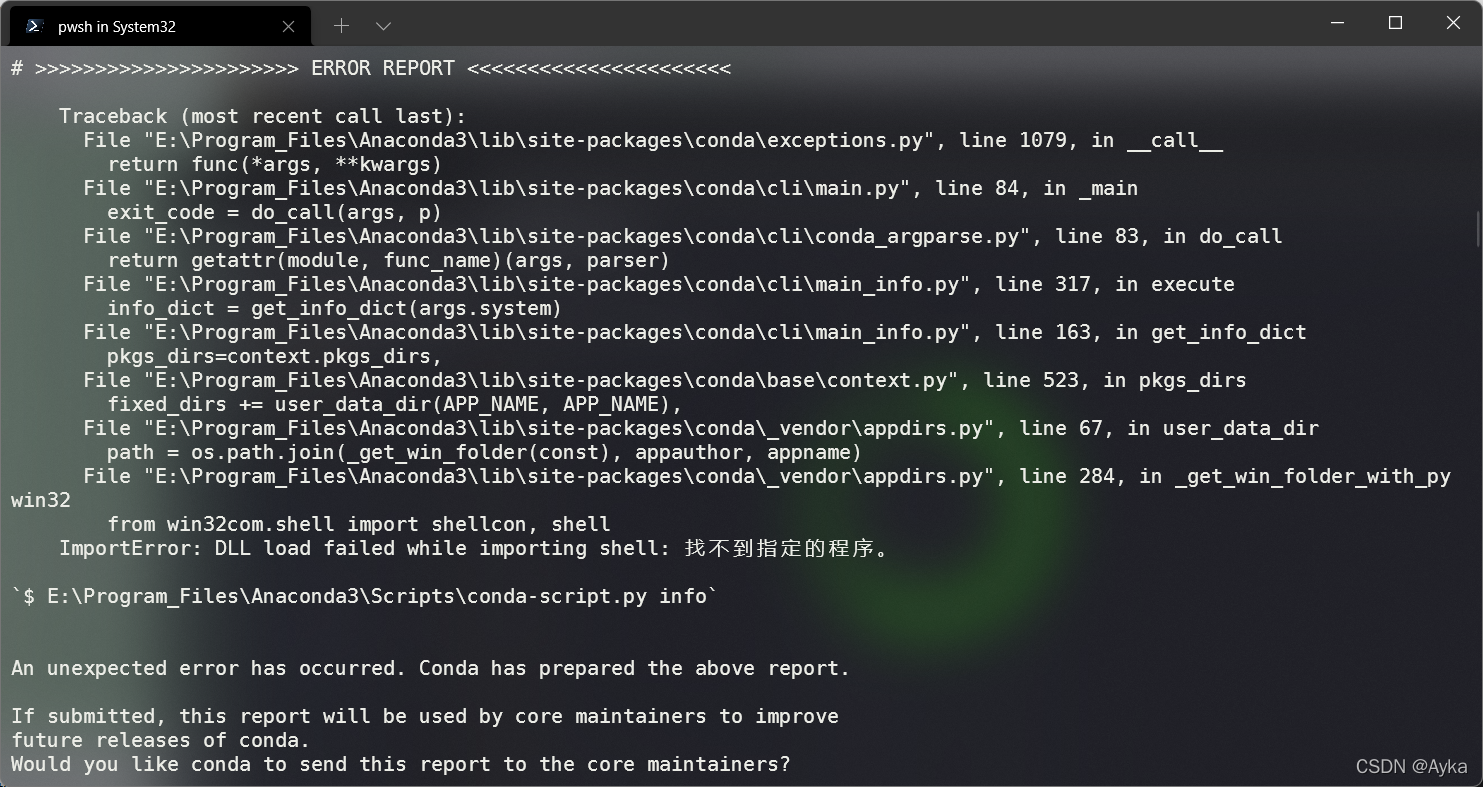 pwsh in System32
# >>>>>>>>>>>>>>>>>>>>>> ERROR REPORT <<<<<<<<<<<<<<<<<<<<<<
Traceback (most recent call last):
File "E:\Program_Files\Anaconda3\lib\site-packages\conda\exceptions.py", line 1079, in __call__
return func(*args, **kwargs)
File "E:\Program_Files\Anaconda3\lib\site-packages\conda\cli\main.py", line 84, in _main
exit_code = do_call(args, p)
File "E:\Program_Files\Anaconda3\lib\site-packages\conda\cli\conda_argparse.py", line 83, in do_call
return getattr(module, func_name)(args, parser)
File "E:\Program_Files\Anaconda3\lib\site-packages\conda\cli\main_info.py", line 317, in execute
info_dict = get_info_dict(args.system)
File "E:\Program_Files\Anaconda3\lib\site-packages\conda\cli\main_info.py", line 163, in get_info_dict
pkgs_dirs=context.pkgs_dirs,
File "E:\Program_Files\Anaconda3\lib\site-packages\conda\base\context.py", line 523, in pkgs_dirs
fixed_dirs += user_data_dir(APP_NAME, APP_NAME),
File "E:\Program_Files\Anaconda3\lib\site-packages\conda\_vendor\appdirs.py", line 67, in user_data_dir
path = os.path.join(_get_win_folder(const), appauthor, appname)
File "E:\Program_Files\Anaconda3\lib\site-packages\conda\_vendor\appdirs.py", line 284, in _get_win_folder_with_py
win32
from win32com.shell import shellcon, shell
ImportError: DLL load failed while importing shell: 找不到指定的程序。
`$ E:\Program_Files\Anaconda3\Scripts\conda-script.py info`
An unexpected error has occurred. Conda has prepared the above report.
If submitted, this report will be used by core maintainers to improve
future releases of conda.
Would you like conda to send this report to the core maintainers?
CSDN @Ayka